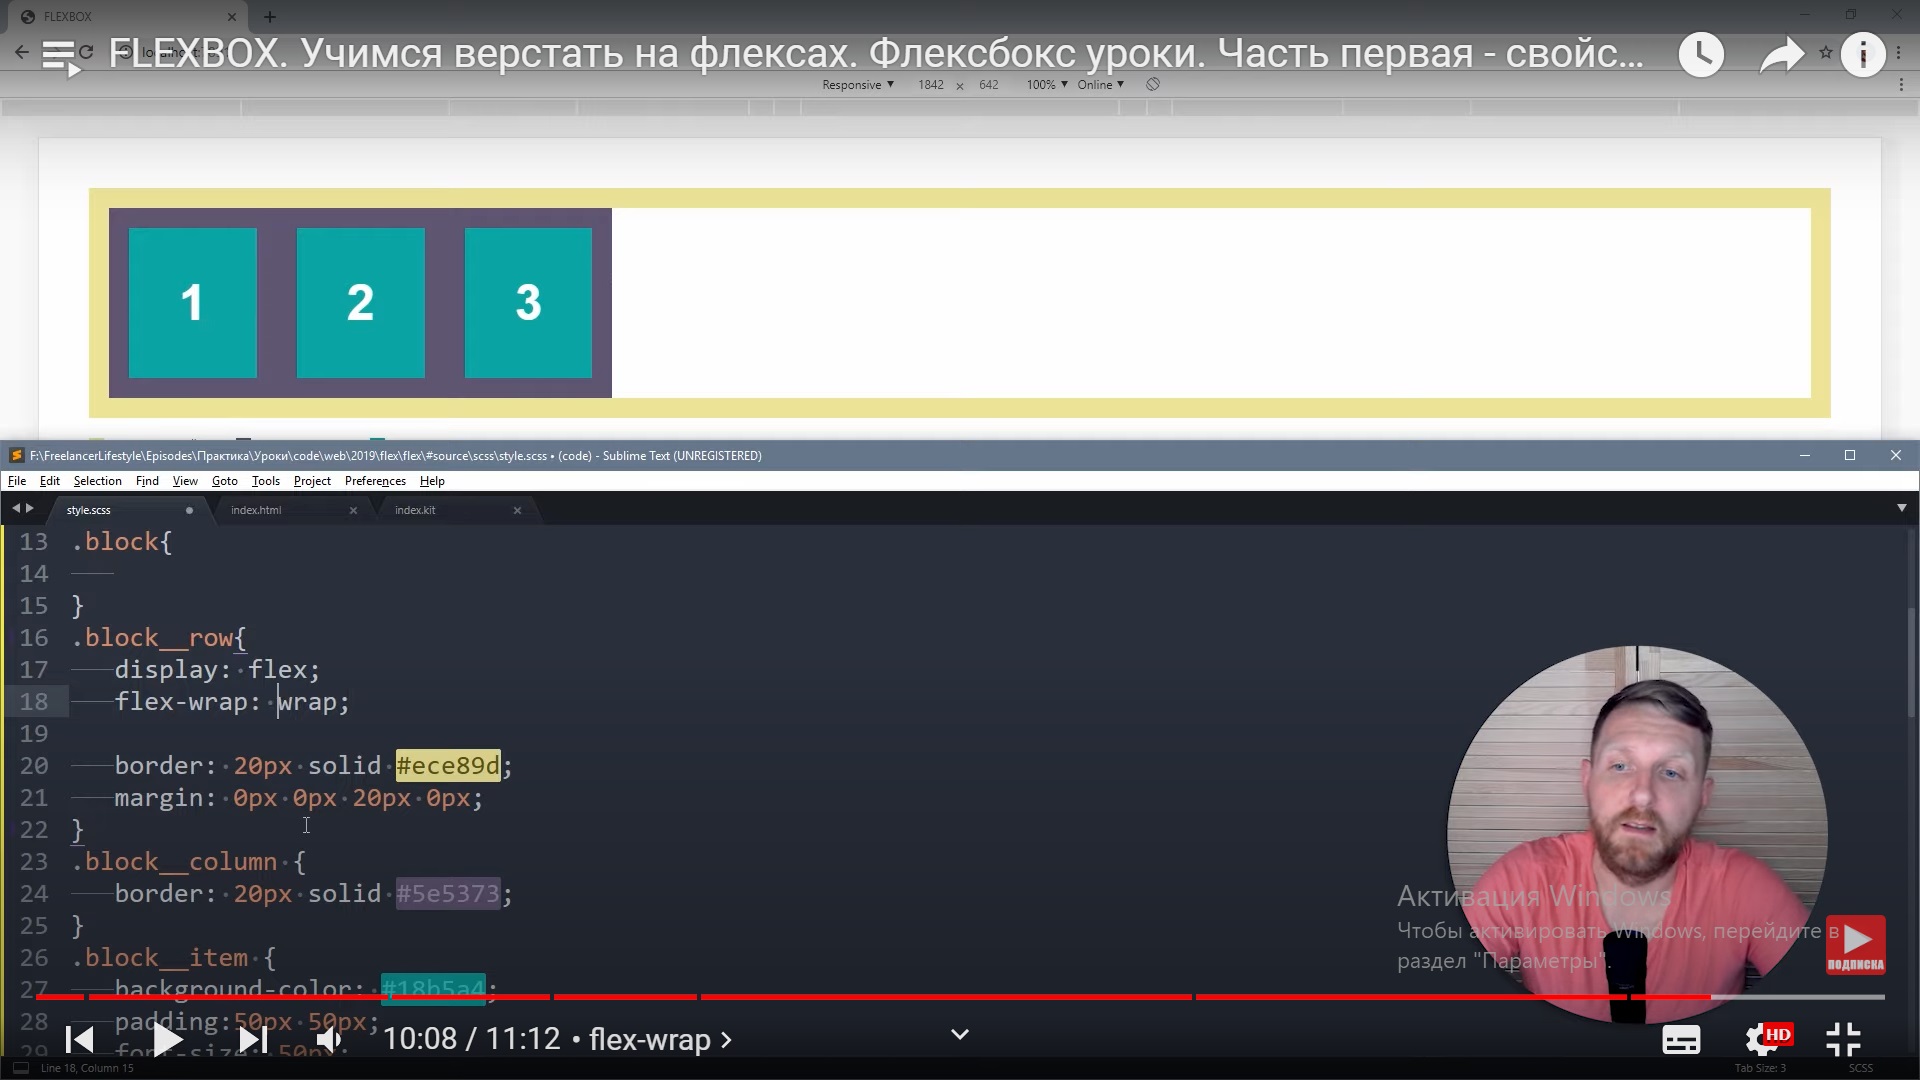 FLEXBOX
FLEXBOX. Учимся верстать на флексах. Флексбокс уроки. Часть первая - свойс...
Responsive 1842 x 642 100% Online
1 2 3
F:\FreelancerLifestyle\Episodes\Практика\Уроки\code\web\2019\flex\flex\#source\scss\style.scss • (code) - Sublime Text (UNREGISTERED)
File Edit Selection Find View Goto Tools Project Preferences Help
style.scss index.html index.kit
13 .block{
14
15 }
16 .block__row{
17 display: flex;
18 flex-wrap: wrap;
19
20 border: 20px solid #ece89d;
21 margin: 0px 0px 20px 0px;
22 }
23 .block__column {
24 border: 20px solid #5e5373;
25 }
26 .block__item {
27 background-color: #18b5a4;
28 padding:50px 50px;
29 font-size: 50px;
Активация Windows
Чтобы активировать Windows, перейдите в
раздел "Параметры".
ПОДПИСКА
10:08 / 11:12 • flex-wrap
HD
Line 18, Column 15 Tab Size: 3 SCSS